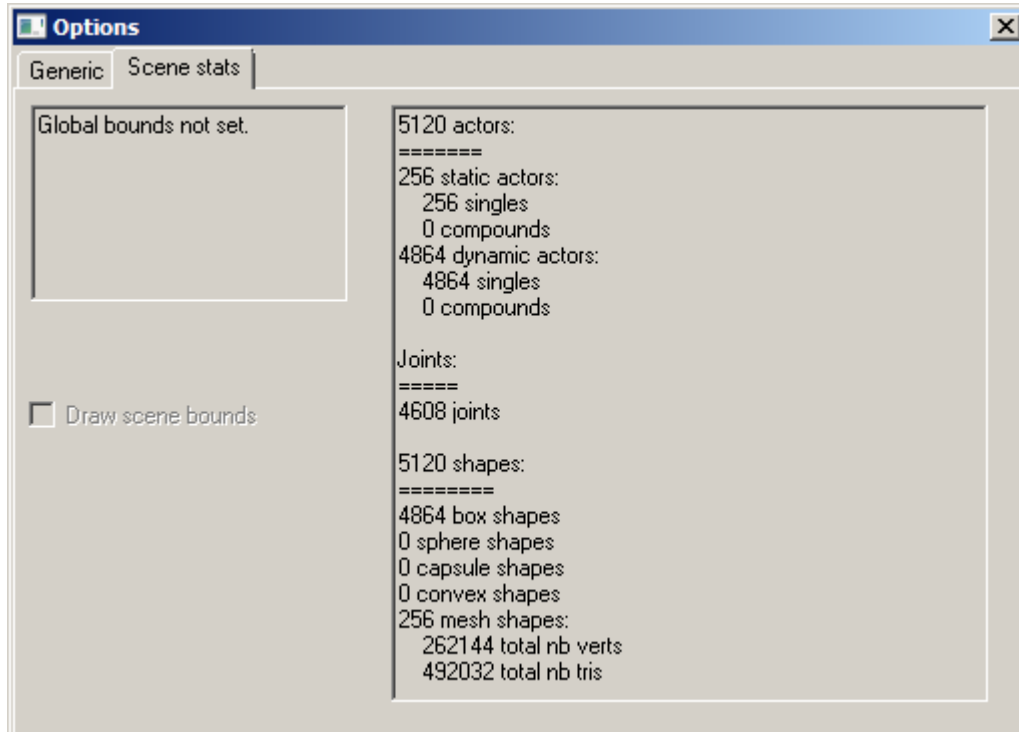 Options
Generic
Scene stats
Global bounds not set.
Draw scene bounds
5120 actors:
=======
256 static actors:
256 singles
0 compounds
4864 dynamic actors:
4864 singles
0 compounds
Joints:
=====
4608 joints
5120 shapes:
========
4864 box shapes
0 sphere shapes
0 capsule shapes
0 convex shapes
256 mesh shapes:
262144 total nb verts
492032 total nb tris